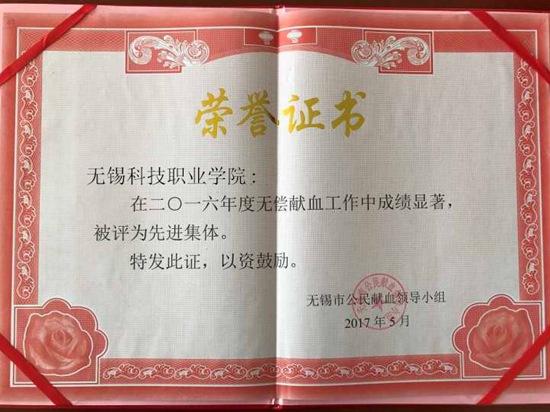 荣誉证书
无锡科技职业学院：
在二〇一六年度无偿献血工作中成绩显著，
被评为先进集体。
特发此证，以资鼓励。
无锡市公民献血领导小组
2017年5月